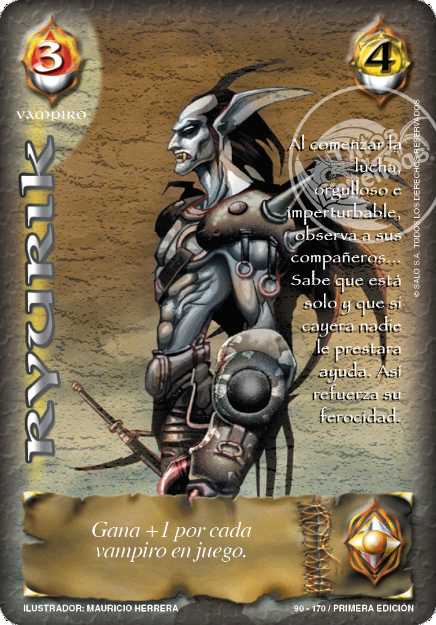 3
4
VAMPIRO
RYURIK
Al comenzar la
lucha,
orgulloso e
imperturbable,
observa a sus
compañeros...
Sabe que está
solo y que si
cayera nadie
le prestara
ayuda. Así
refuerza su
ferocidad.
© SALO S.A. TODOS LOS DERECHOS RESERVADOS
Gana +1 por cada
vampiro en juego.
ILUSTRADOR: MAURICIO HERRERA
90 - 170 / PRIMERA EDICIÓN